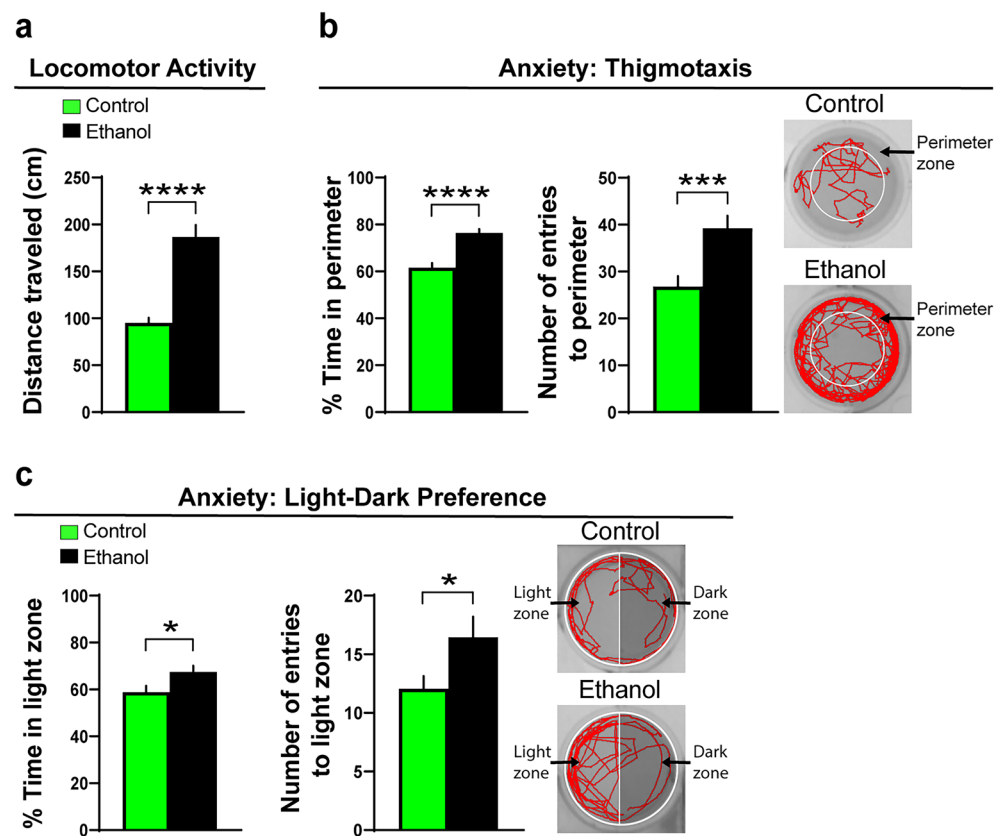 a
Locomotor Activity
Control
Ethanol
Distance traveled (cm)
250
200
150
100
50
0
****
b
Anxiety: Thigmotaxis
% Time in perimeter
100
80
60
40
20
0
****
Number of entries
to perimeter
50
40
30
20
10
0
***
Control
Perimeter
zone
Ethanol
Perimeter
zone
c
Anxiety: Light-Dark Preference
Control
Ethanol
% Time in light zone
100
80
60
40
20
0
*
Number of entries
to light zone
20
15
10
5
0
*
Control
Light
zone
Dark
zone
Ethanol
Light
zone
Dark
zone